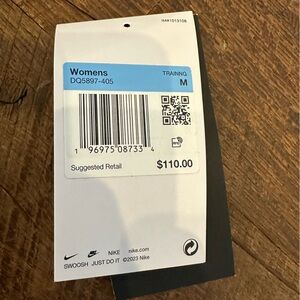 Womens
TRAINNG
DQ5897-405
M
1 96975 08733 4
Suggested Retail
$110.00
NIKE nike.com
SWOOSH JUST DO IT ©2023 Nike